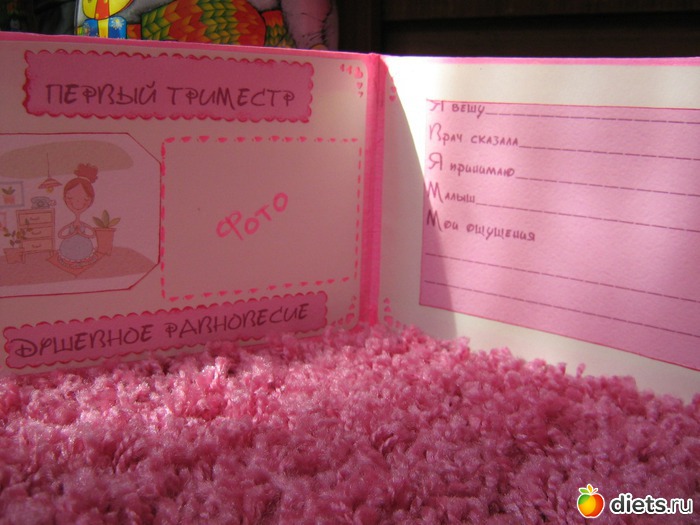 ПЕРВЫЙ ТРИМЕСТР
ФОТО
ДУШЕВНОЕ РАВНОВЕСИЕ
Я вешу
Врач сказала
Я принимаю
Малыш
Мои ощущения
diets.ru